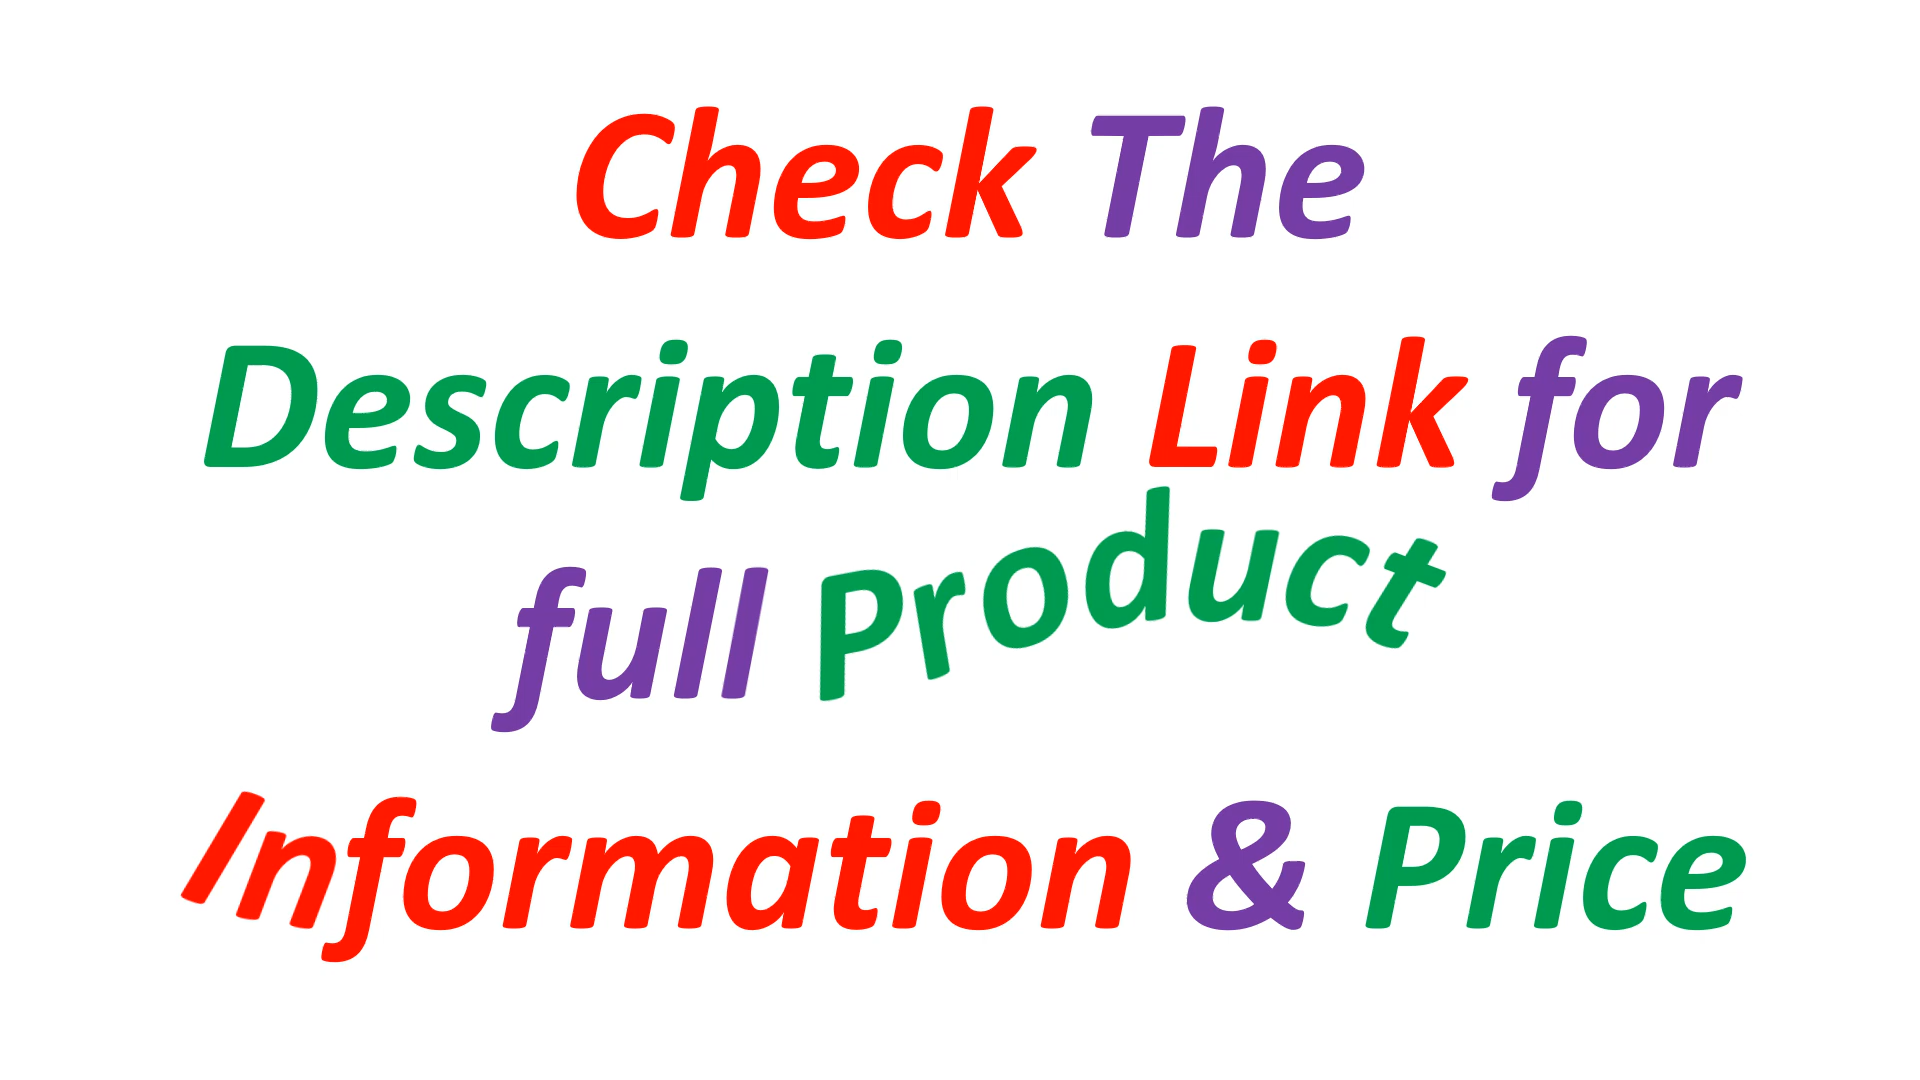 Check The
Description Link for
full Product
Information & Price